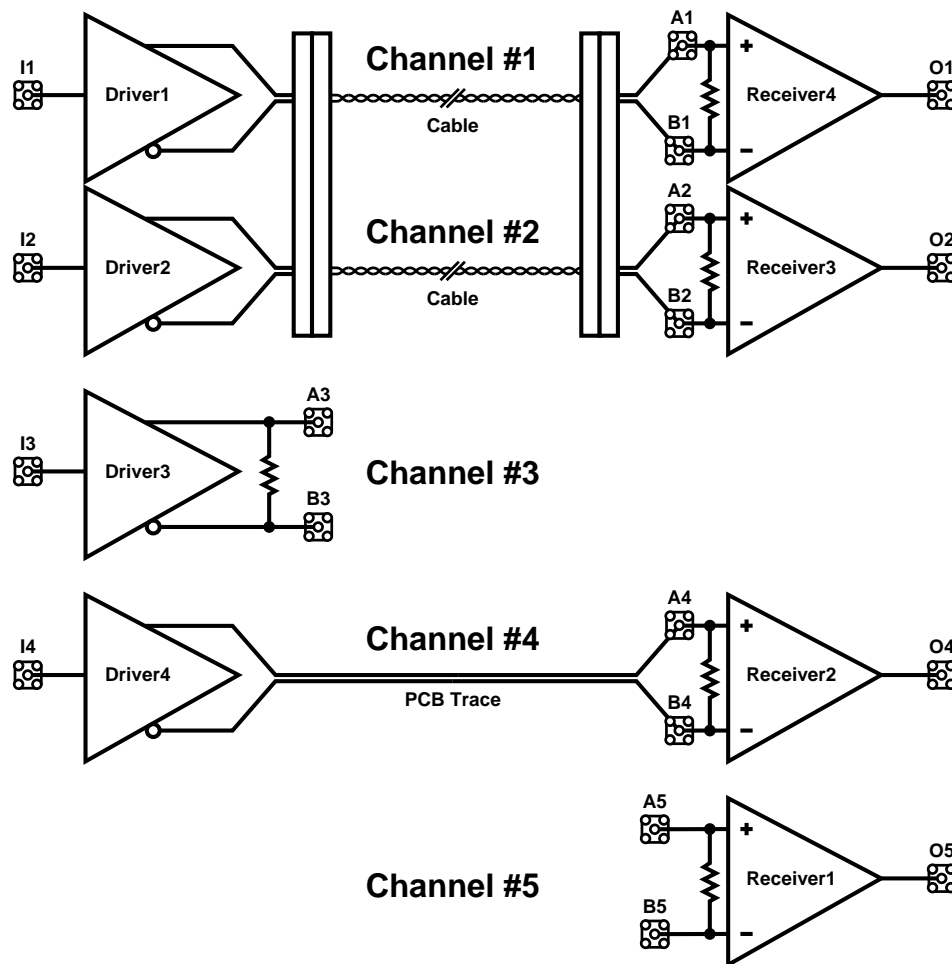 I1
Driver1
Channel #1
Cable
A1
B1
+
−
Receiver4
O1
I2
Driver2
Channel #2
Cable
A2
B2
+
−
Receiver3
O2
I3
Driver3
A3
B3
Channel #3
I4
Driver4
Channel #4
PCB Trace
A4
B4
+
−
Receiver2
O4
Channel #5
A5
B5
+
−
Receiver1
O5